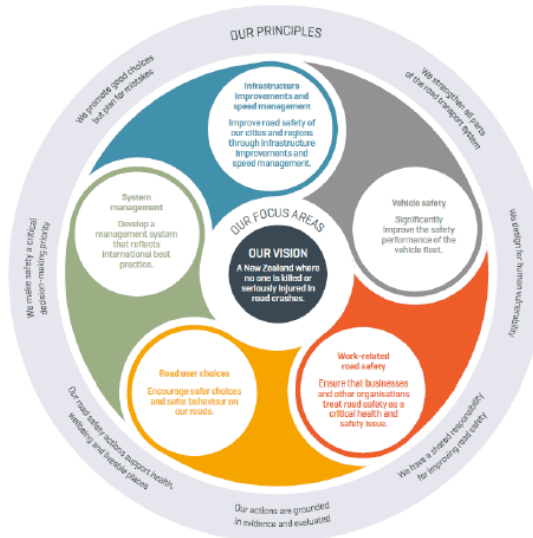 OUR PRINCIPLES
We promote good choices
but plan for mistakes
We strengthen all parts
of the road transport system
We design for human vulnerability
We have a shared responsibility
for improving road safety
Our actions are grounded
in evidence and evaluated
Our road safety actions support health,
wellbeing and liveable places
We make safety a critical
decision-making priority
Infrastructure
improvements and
speed management
Improve road safety of
our cities and regions
through infrastructure
improvements and
speed management.
Vehicle safety
Significantly
improve the safety
performance of the
vehicle fleet.
Work-related
road safety
Ensure that businesses
and other organisations
treat road safety as a
critical health and
safety issue.
Road user choices
Encourage safer choices
and safer behaviour on
our roads.
System
management
Develop a
management system
that reflects
international best
practice.
OUR FOCUS AREAS
OUR VISION
A New Zealand where
no one is killed or
seriously injured in
road crashes.